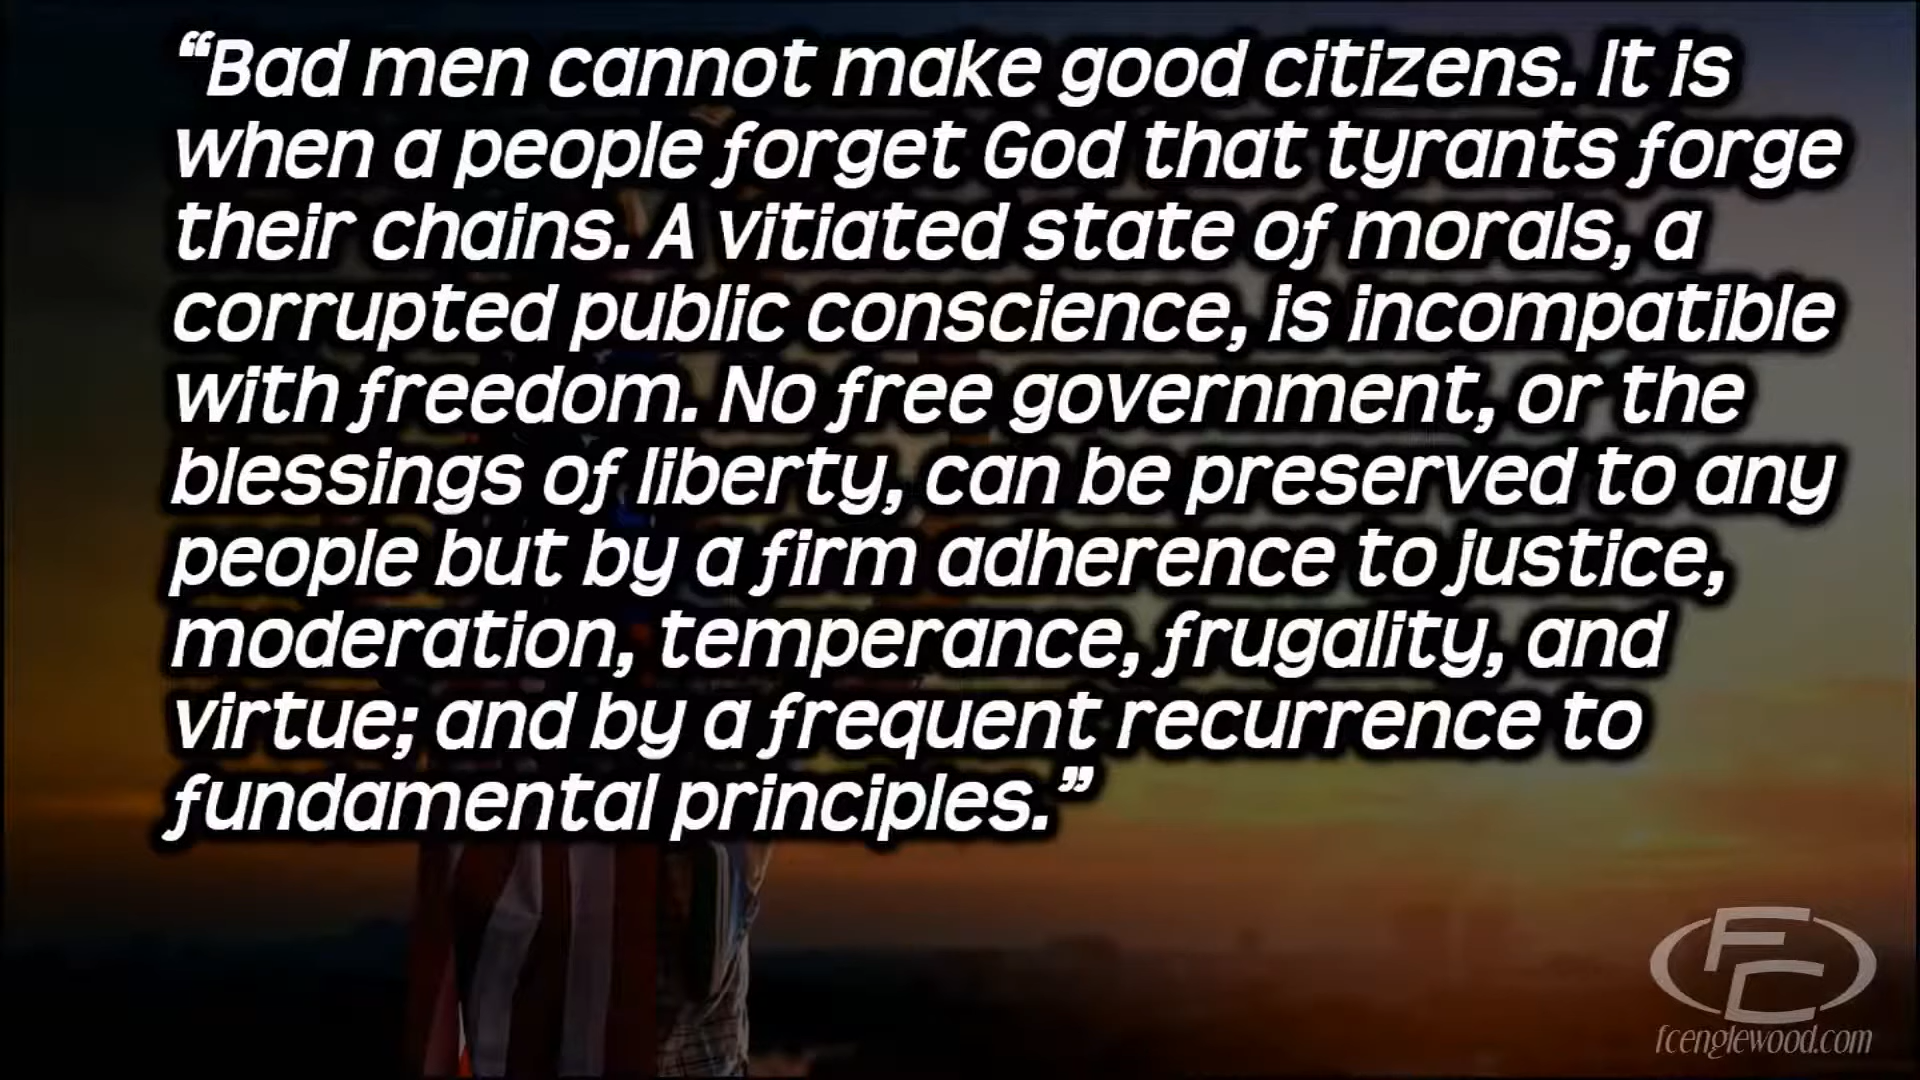 “Bad men cannot make good citizens. It is
when a people forget God that tyrants forge
their chains. A vitiated state of morals, a
corrupted public conscience, is incompatible
with freedom. No free government, or the
blessings of liberty, can be preserved to any
people but by a firm adherence to justice,
moderation, temperance, frugality, and
virtue; and by a frequent recurrence to
fundamental principles.”
FC
fcenglewood.com